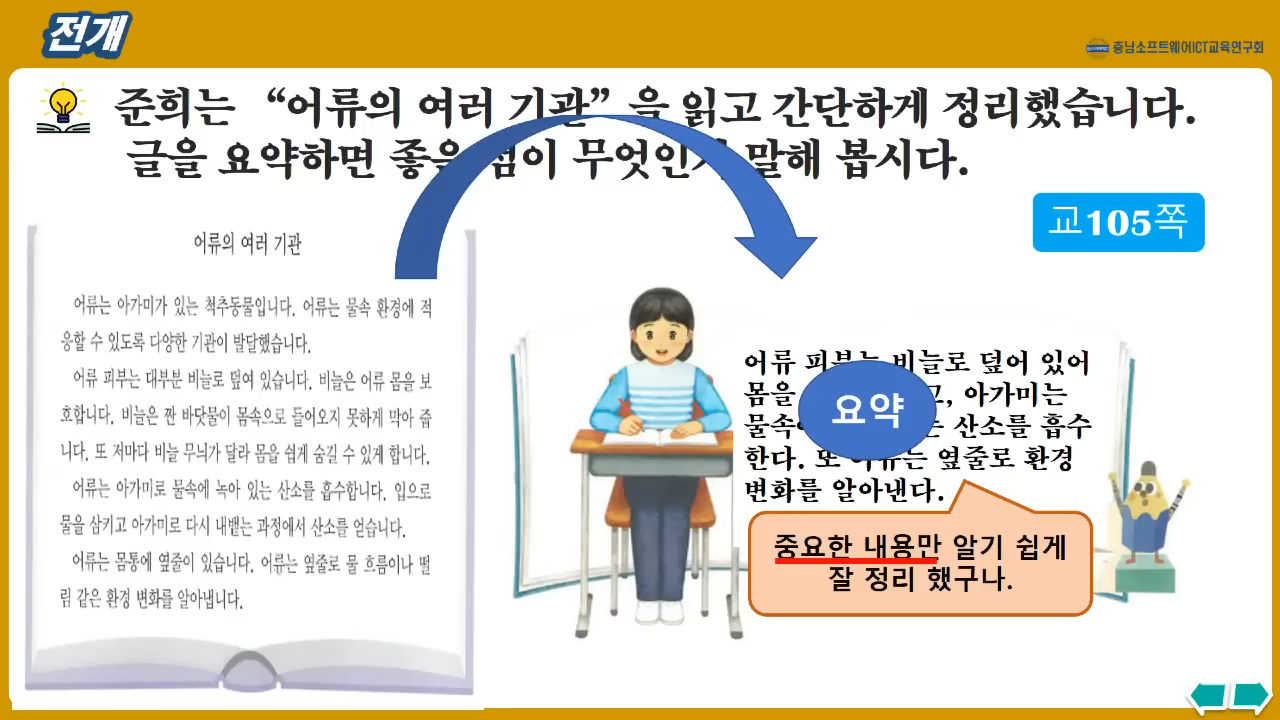 전개
충남소프트웨어ICT교육연구회
준희는 “어류의 여러 기관”을 읽고 간단하게 정리했습니다.
글을 요약하면 좋은 점이 무엇인지 말해 봅시다.
교105쪽
어류의 여러 기관
어류는 아가미가 있는 척추동물입니다. 어류는 물속 환경에 적
응할 수 있도록 다양한 기관이 발달했습니다.
어류 피부는 대부분 비늘로 덮여 있습니다. 비늘은 어류 몸을 보
호합니다. 비늘은 짠 바닷물이 몸속으로 들어오지 못하게 막아 줍
니다. 또 저마다 비늘 무늬가 달라 몸을 쉽게 숨길 수 있게 합니다.
어류는 아가미로 물속에 녹아 있는 산소를 흡수합니다. 입으로
물을 삼키고 아가미로 다시 내뱉는 과정에서 산소를 얻습니다.
어류는 몸통에 옆줄이 있습니다. 어류는 옆줄로 물 흐름이나 떨
림 같은 환경 변화를 알아냅니다.
어류 피부는 비늘로 덮어 있어
몸을 아가미는
산소를 흡수
한다. 또 어류는 옆줄로 환경
변화를 알아낸다.
요약
중요한 내용만 알기 쉽게
잘 정리 했구나.